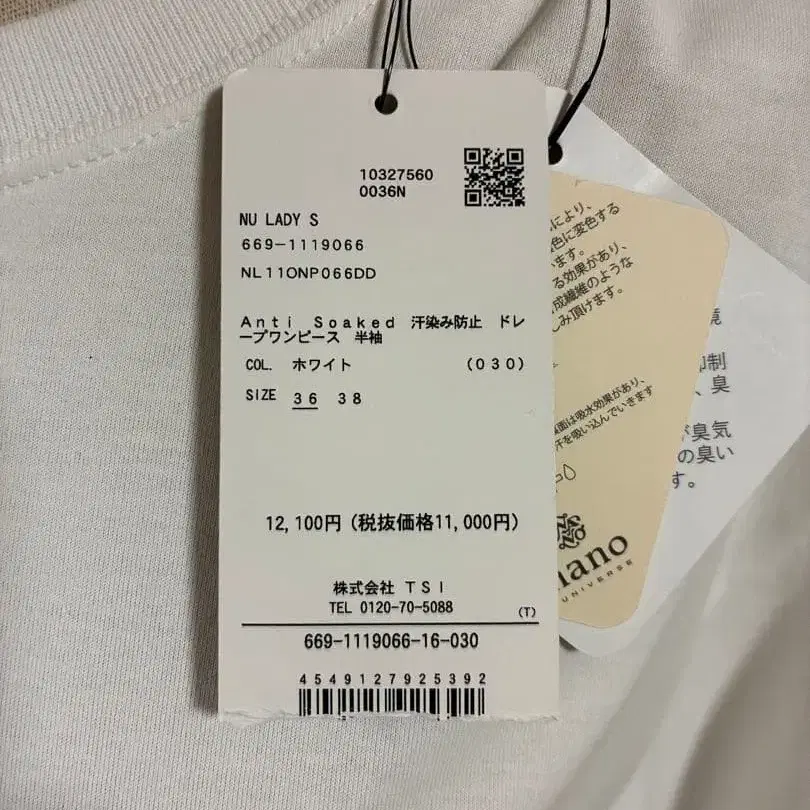 10327560
0036N
NU LADY S
669-1119066
NL11ONP066DD
Anti Soaked 汗染み防止 ドレ
ープワンピース 半袖
COL. ホワイト (030)
SIZE 36 38
12,100円(税抜価格11,000円)
株式会社 TSI
TEL 0120-70-5088
(T)
669-1119066-16-030
4549127925392
により、
色に変色する
ます。
る効果があり、
成繊維のような
しみ頂けます。
面は吸水効果があり、
汗を吸い込んでいきます
nano
UNIVERSE
境
抑制
、臭
が臭気
の臭い
す。